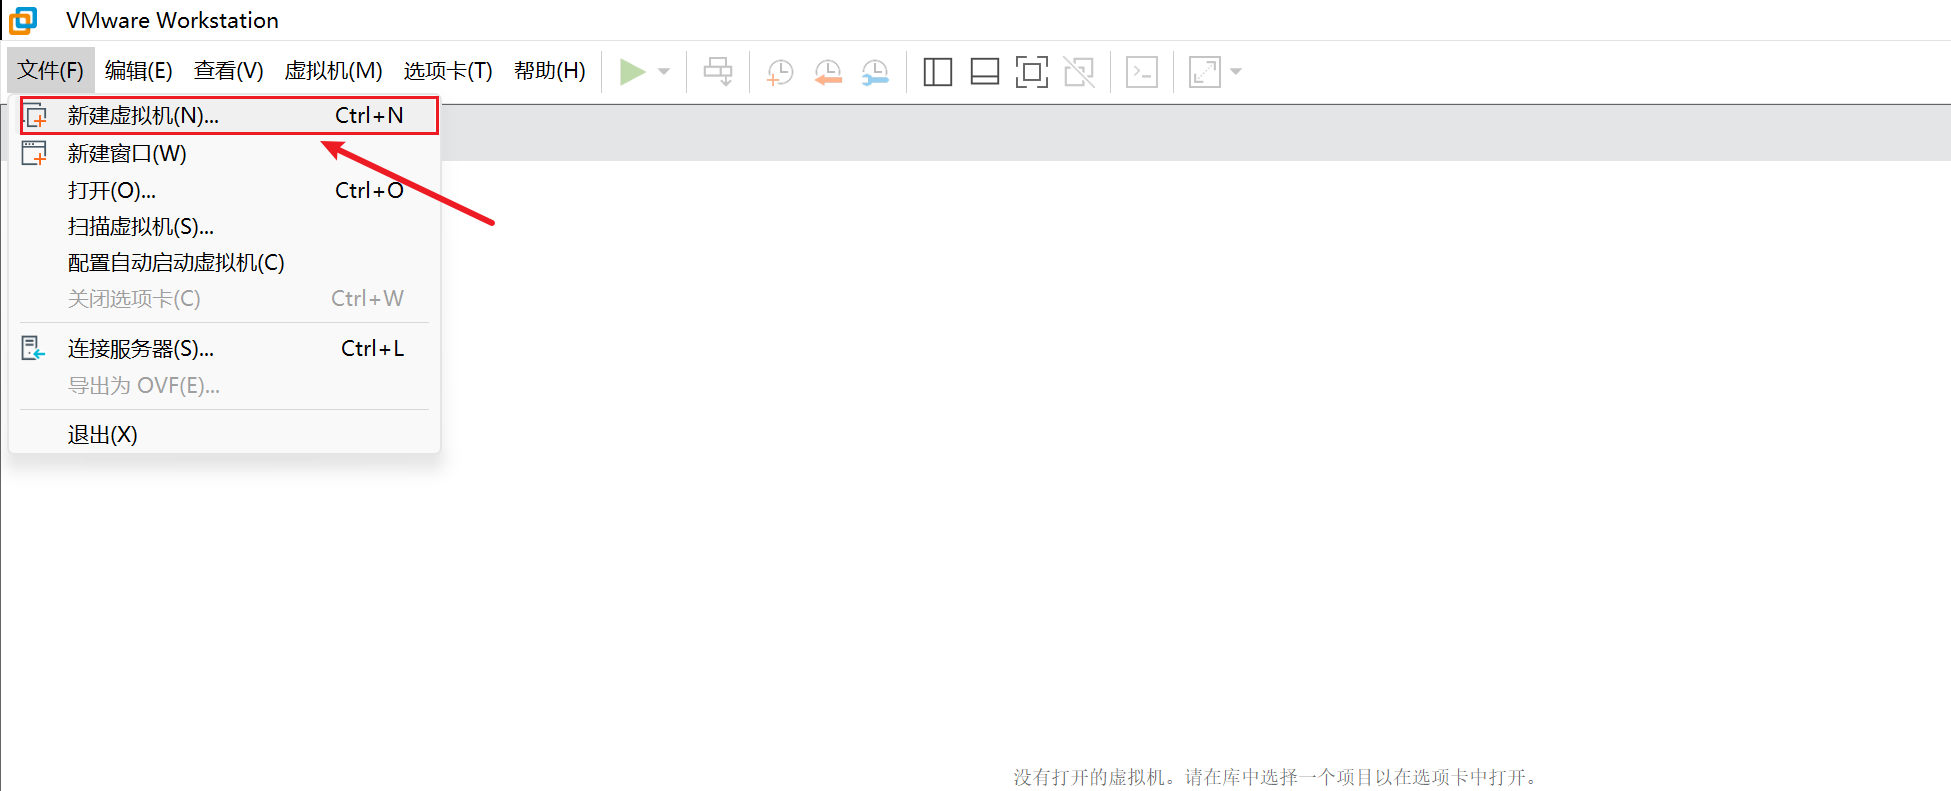 VMware Workstation
文件(F) 编辑(E) 查看(V) 虚拟机(M) 选项卡(T) 帮助(H)
新建虚拟机(N)... Ctrl+N
新建窗口(W)
打开(O)... Ctrl+O
扫描虚拟机(S)...
配置自动启动虚拟机(C)
关闭选项卡(C) Ctrl+W
连接服务器(S)... Ctrl+L
导出为 OVF(E)...
退出(X)
没有打开的虚拟机。请在库中选择一个项目以在选项卡中打开。